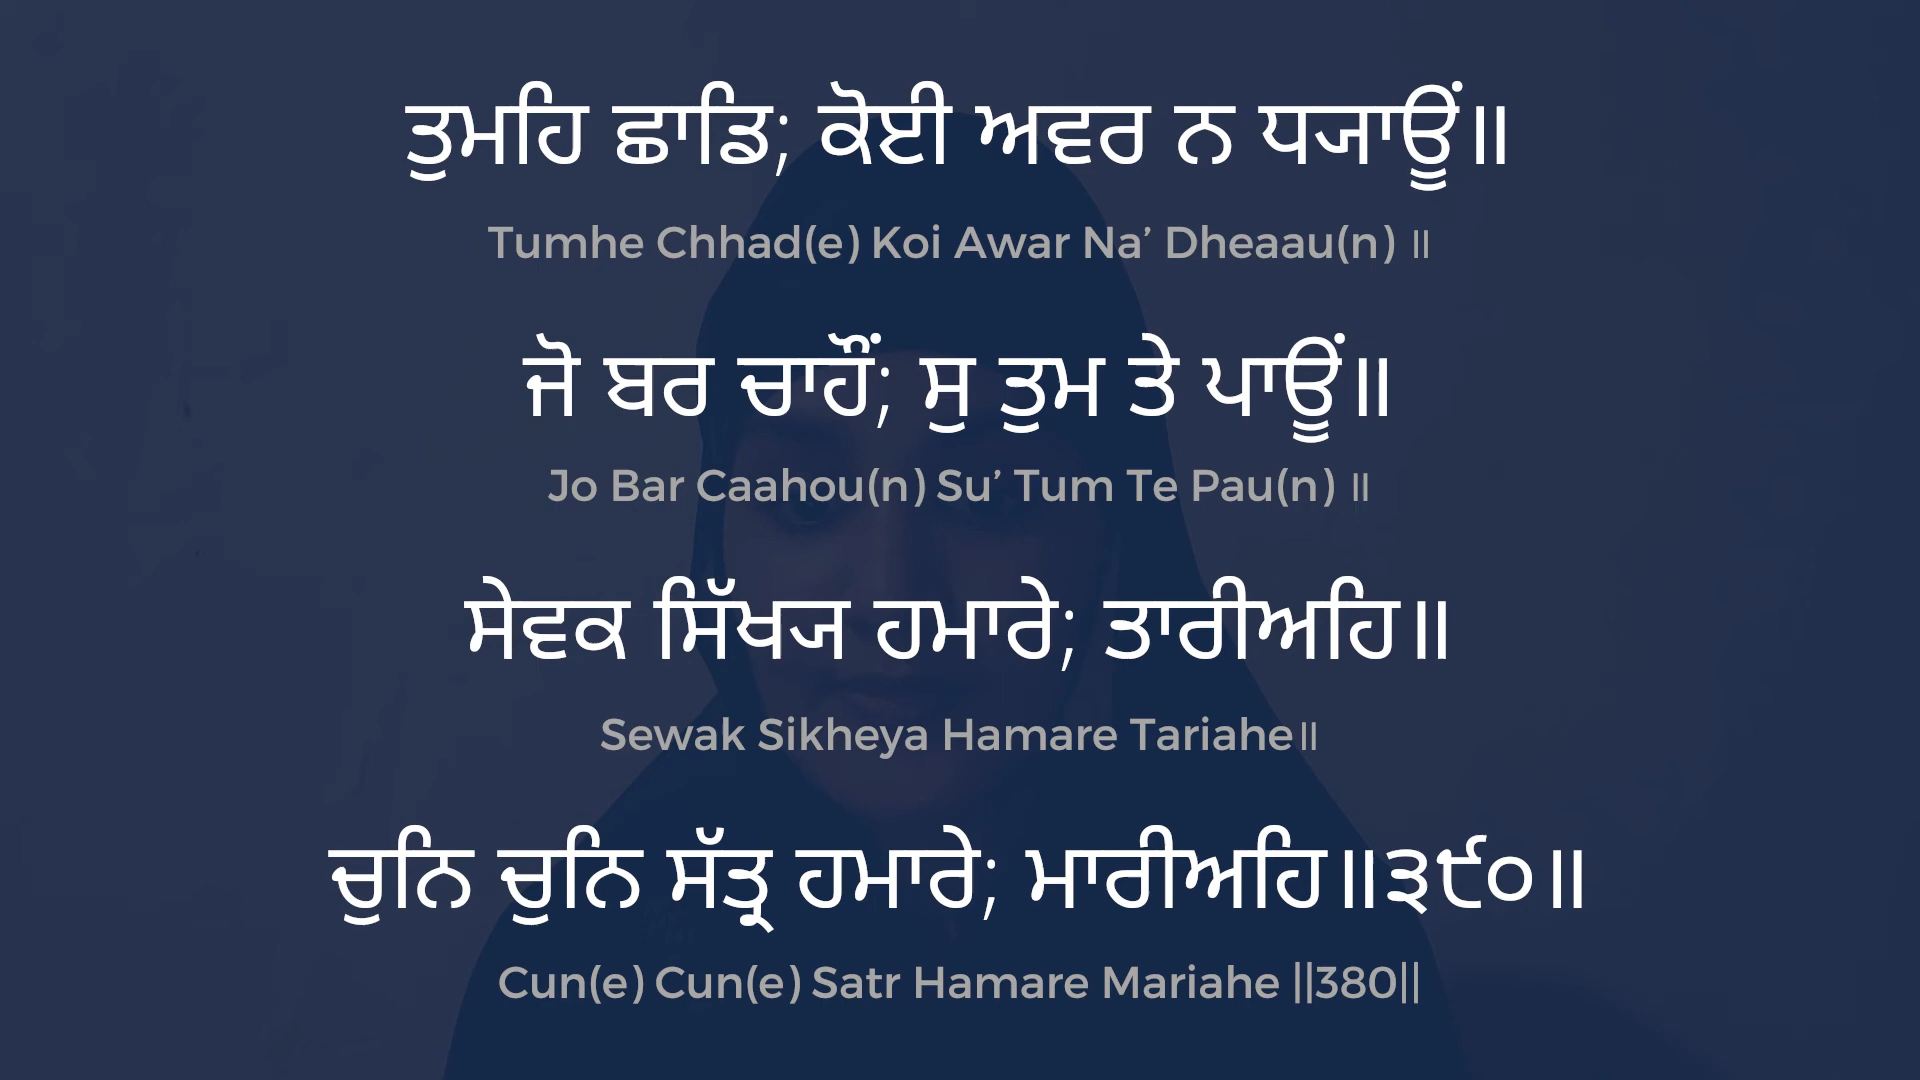 ਤੁਮਹਿ ਛਾਡਿ; ਕੋਈ ਅਵਰ ਨ ਧਯਾਊਂ॥
Tumhe Chhad(e) Koi Awar Na’ Dheaau(n) ॥
ਜੋ ਬਰ ਚਾਹੌਂ; ਸੁ ਤੁਮ ਤੇ ਪਾਊਂ॥
Jo Bar Caahou(n) Su’ Tum Te Pau(n) ॥
ਸੇਵਕ ਸਿੱਖਯ ਹਮਾਰੇ; ਤਾਰੀਅਹਿ॥
Sewak Sikheya Hamare Tariahe॥
ਚੁਨਿ ਚੁਨਿ ਸੱਤ੍ਰ ਹਮਾਰੇ; ਮਾਰੀਅਹਿ॥੩੯੦॥
Cun(e) Cun(e) Satr Hamare Mariahe ||380||